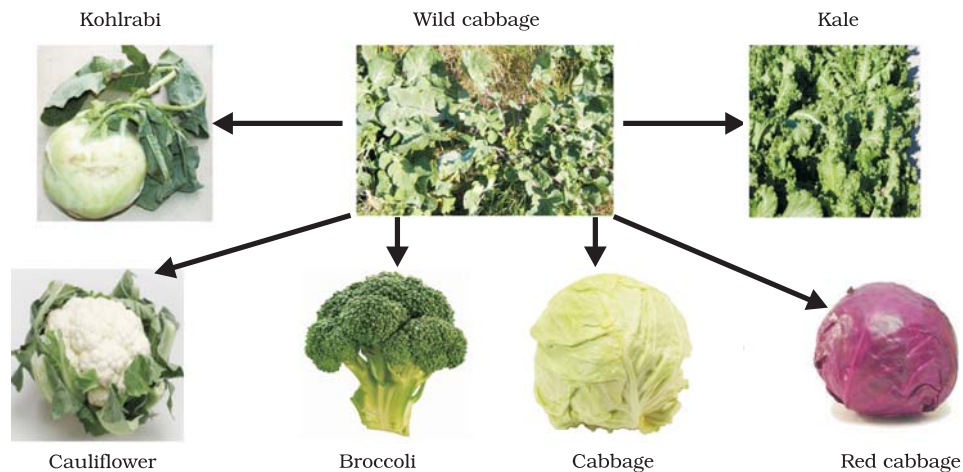 Kohlrabi
Wild cabbage
Kale
Cauliflower
Broccoli
Cabbage
Red cabbage